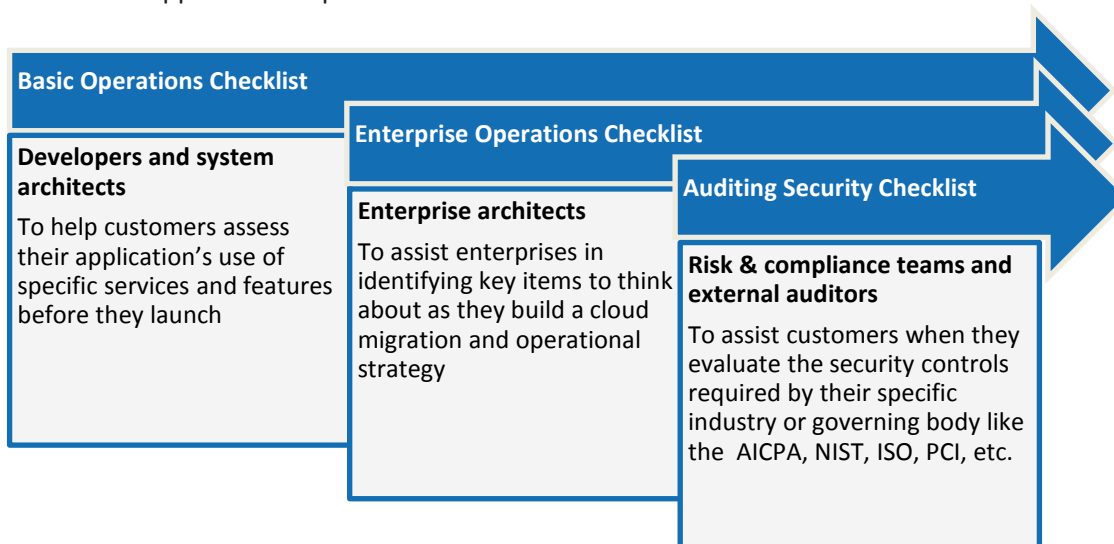 Basic Operations Checklist
Developers and system
architects
To help customers assess
their application’s use of
specific services and features
before they launch
Enterprise Operations Checklist
Enterprise architects
To assist enterprises in
identifying key items to think
about as they build a cloud
migration and operational
strategy
Auditing Security Checklist
Risk & compliance teams and
external auditors
To assist customers when they
evaluate the security controls
required by their specific
industry or governing body like
the AICPA, NIST, ISO, PCI, etc.